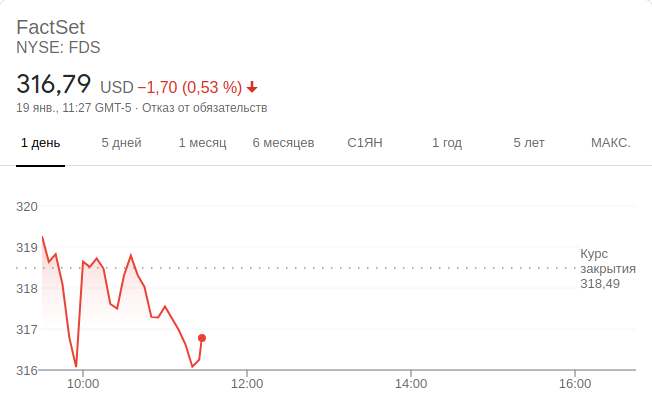 FactSet
NYSE: FDS
316,79 USD −1,70 (0,53 %)
19 янв., 11:27 GMT-5 · Отказ от обязательств
1 день 5 дней 1 месяц 6 месяцев С1ЯН 1 год 5 лет МАКС.
320
319
318
317
316
Курс
закрытия
318,49
10:00 12:00 14:00 16:00